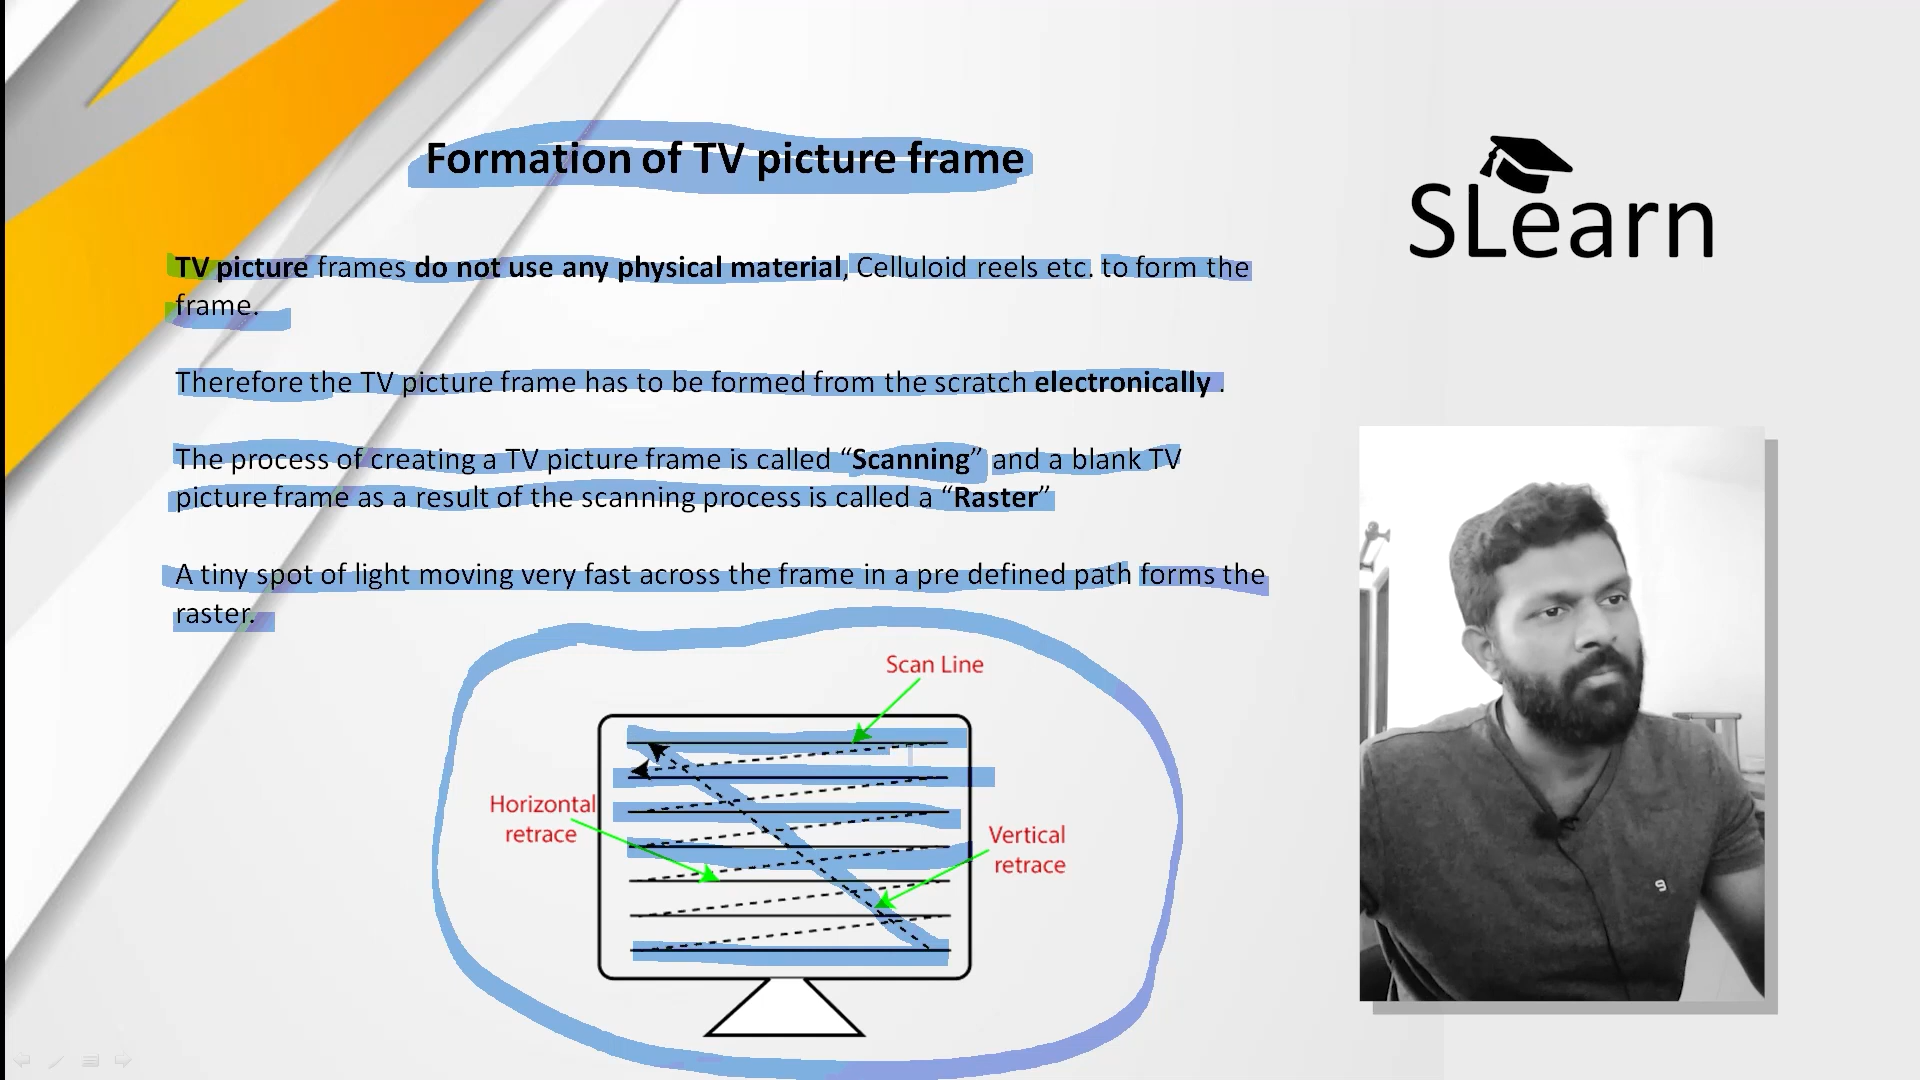 Formation of TV picture frame
SLearn
TV picture frames do not use any physical material, Celluloid reels etc. to form the
frame.
Therefore the TV picture frame has to be formed from the scratch electronically .
The process of creating a TV picture frame is called “Scanning” and a blank TV
picture frame as a result of the scanning process is called a “Raster”
A tiny spot of light moving very fast across the frame in a pre defined path forms the
raster.
Scan Line
Horizontal
retrace
Vertical
retrace